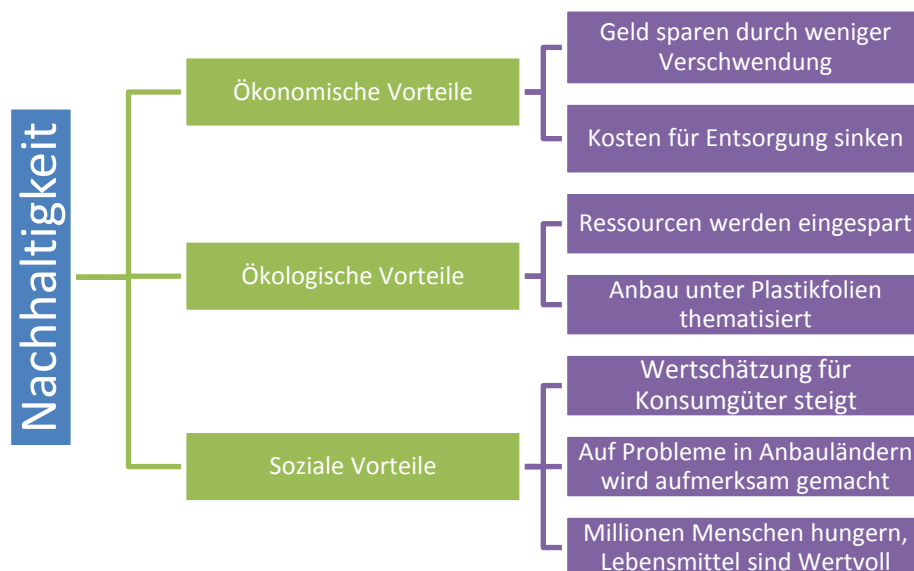 Nachhaltigkeit
Ökonomische Vorteile
Geld sparen durch weniger
Verschwendung
Kosten für Entsorgung sinken
Ökologische Vorteile
Ressourcen werden eingespart
Anbau unter Plastikfolien
thematisiert
Soziale Vorteile
Wertschätzung für
Konsumgüter steigt
Auf Probleme in Anbauländern
wird aufmerksam gemacht
Millionen Menschen hungern,
Lebensmittel sind Wertvoll